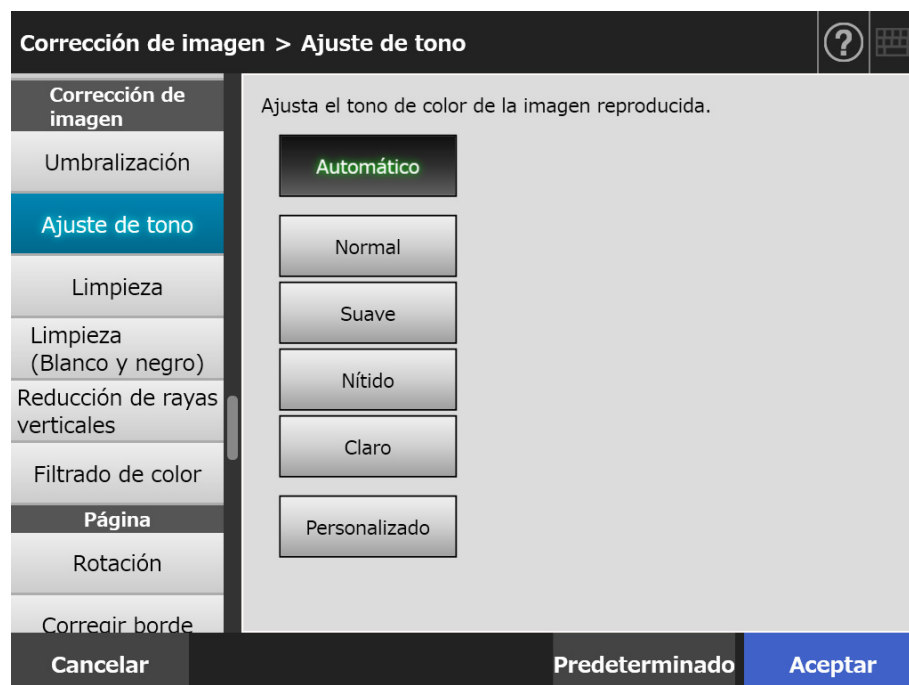 Corrección de imagen > Ajuste de tono
?
Corrección de
imagen
Umbralización
Ajuste de tono
Limpieza
Limpieza
(Blanco y negro)
Reducción de rayas
verticales
Filtrado de color
Página
Rotación
Corregir borde
Ajusta el tono de color de la imagen reproducida.
Automático
Normal
Suave
Nítido
Claro
Personalizado
Cancelar
Predeterminado
Aceptar